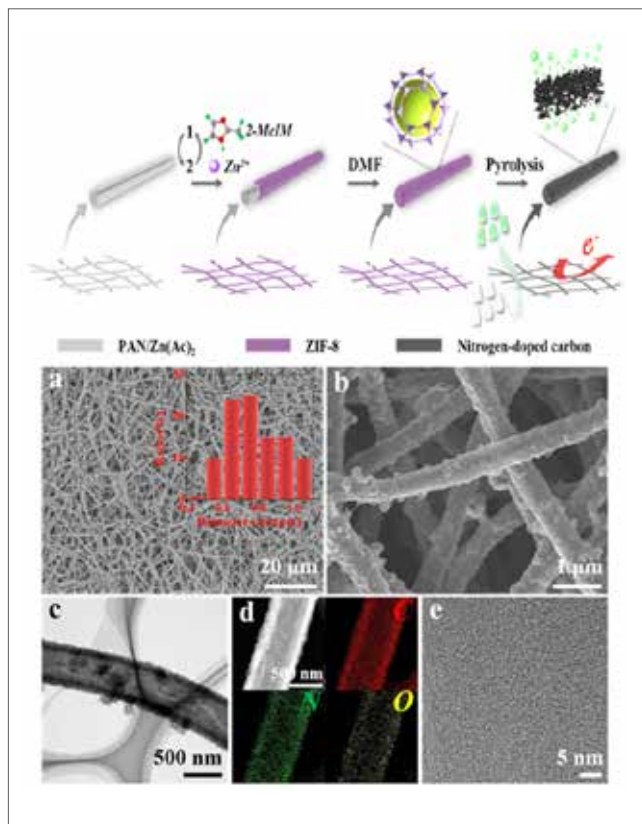 1
2-MeIM
2
Zn²⁺
DMF
Pyrolysis
e⁻
PAN/Zn(Ac)₂
ZIF-8
Nitrogen-doped carbon
a
20 μm
b
1 μm
c
500 nm
d
500 nm
C
N
O
e
5 nm